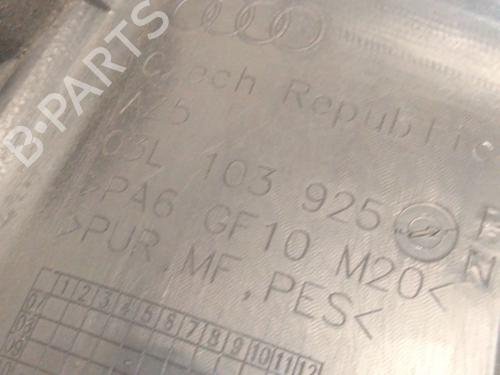 B-PARTS
Czech Republic
03L 103 925
>PA6 GF10 M20<
>PUR,MF,PES<
1 2 3 4 5 6 7 8 9 10 11 12